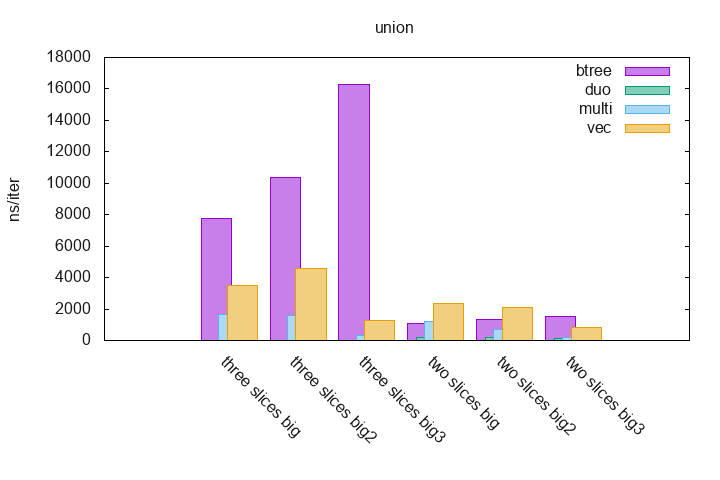 union
18000
16000
14000
12000
10000
8000
6000
4000
2000
0
ns/iter
btree
duo
multi
vec
three slices big
three slices big2
three slices big3
two slices big
two slices big2
two slices big3